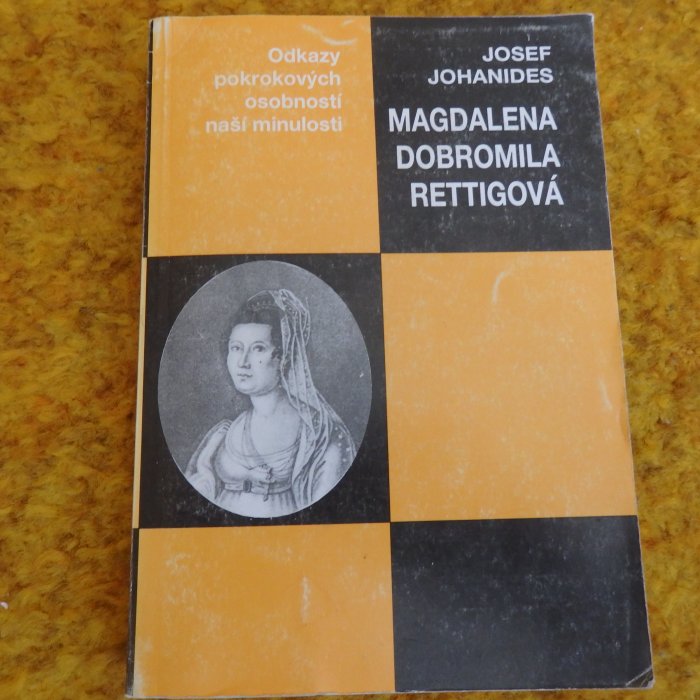 Odkazy
pokrokových
osobností
naší minulosti
JOSEF
JOHANIDES
MAGDALENA
DOBROMILA
RETTIGOVÁ